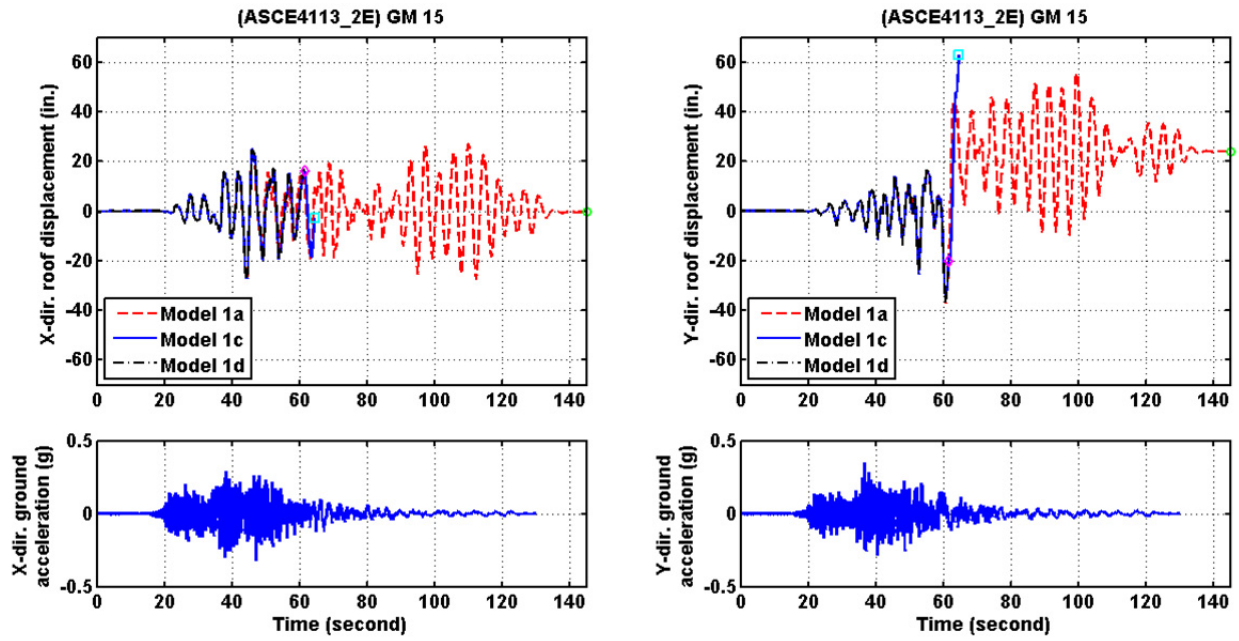 (ASCE4113_2E) GM 15
X-dir. roof displacement (in.)
60
40
20
0
-20
-40
-60
Model 1a
Model 1c
Model 1d
0 20 40 60 80 100 120 140
X-dir. ground
acceleration (g)
0.5
0
-0.5
0 20 40 60 80 100 120 140
Time (second)
(ASCE4113_2E) GM 15
Y-dir. roof displacement (in.)
60
40
20
0
-20
-40
-60
Model 1a
Model 1c
Model 1d
0 20 40 60 80 100 120 140
Y-dir. ground
acceleration (g)
0.5
0
-0.5
0 20 40 60 80 100 120 140
Time (second)